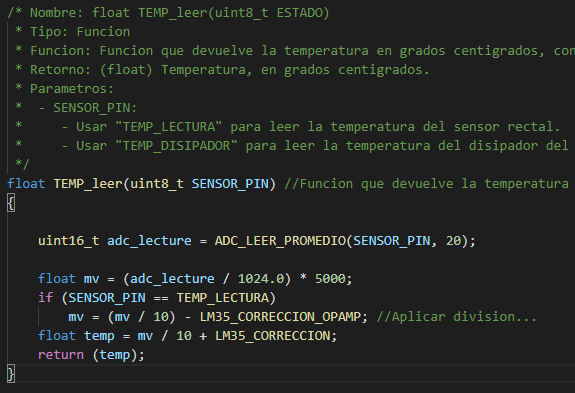 /* Nombre: float TEMP_leer(uint8_t ESTADO)
 * Tipo: Funcion
 * Funcion: Funcion que devuelve la temperatura en grados centigrados, con
 * Retorno: (float) Temperatura, en grados centigrados.
 * Parametros:
 *  - SENSOR_PIN:
 *     - Usar "TEMP_LECTURA" para leer la temperatura del sensor rectal.
 *     - Usar "TEMP_DISIPADOR" para leer la temperatura del disipador del
 */
float TEMP_leer(uint8_t SENSOR_PIN) //Funcion que devuelve la temperatura
{
    uint16_t adc_lecture = ADC_LEER_PROMEDIO(SENSOR_PIN, 20);
    float mv = (adc_lecture / 1024.0) * 5000;
    if (SENSOR_PIN == TEMP_LECTURA)
        mv = (mv / 10) - LM35_CORRECCION_OPAMP; //Aplicar division...
    float temp = mv / 10 + LM35_CORRECCION;
    return (temp);
}